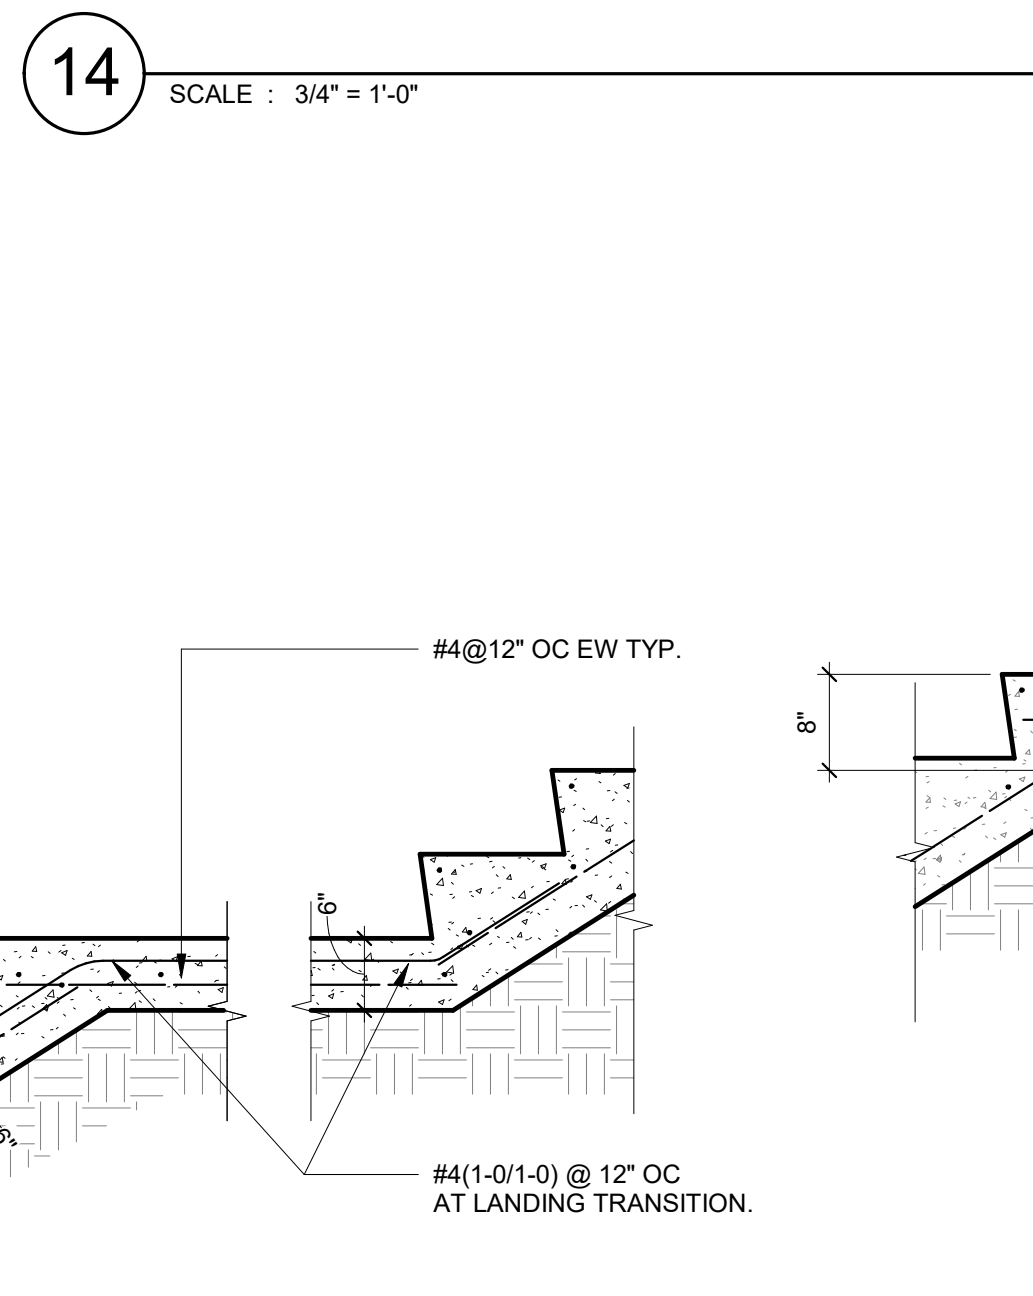 14
SCALE : 3/4" = 1'-0"
#4@12" OC EW TYP.
8"
6"
6"
#4(1-0/1-0) @ 12" OC
AT LANDING TRANSITION.